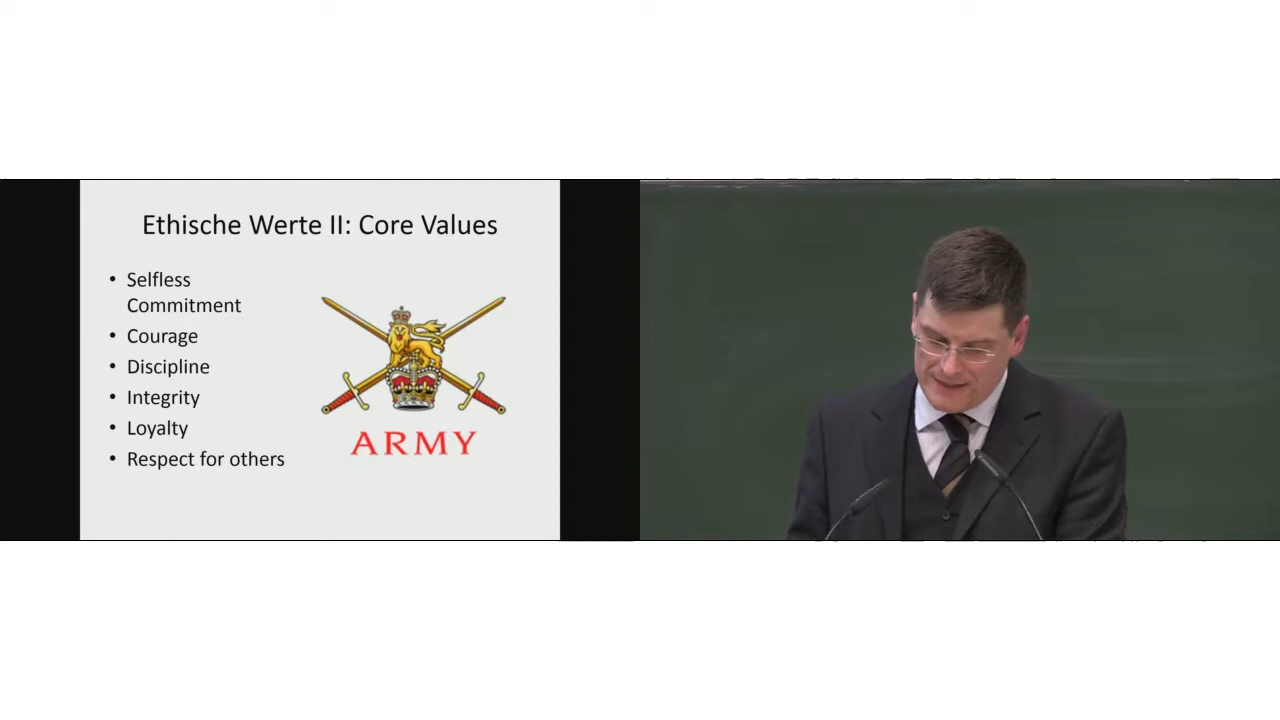 Ethische Werte II: Core Values
• Selfless
Commitment
• Courage
• Discipline
• Integrity
• Loyalty
• Respect for others
ARMY